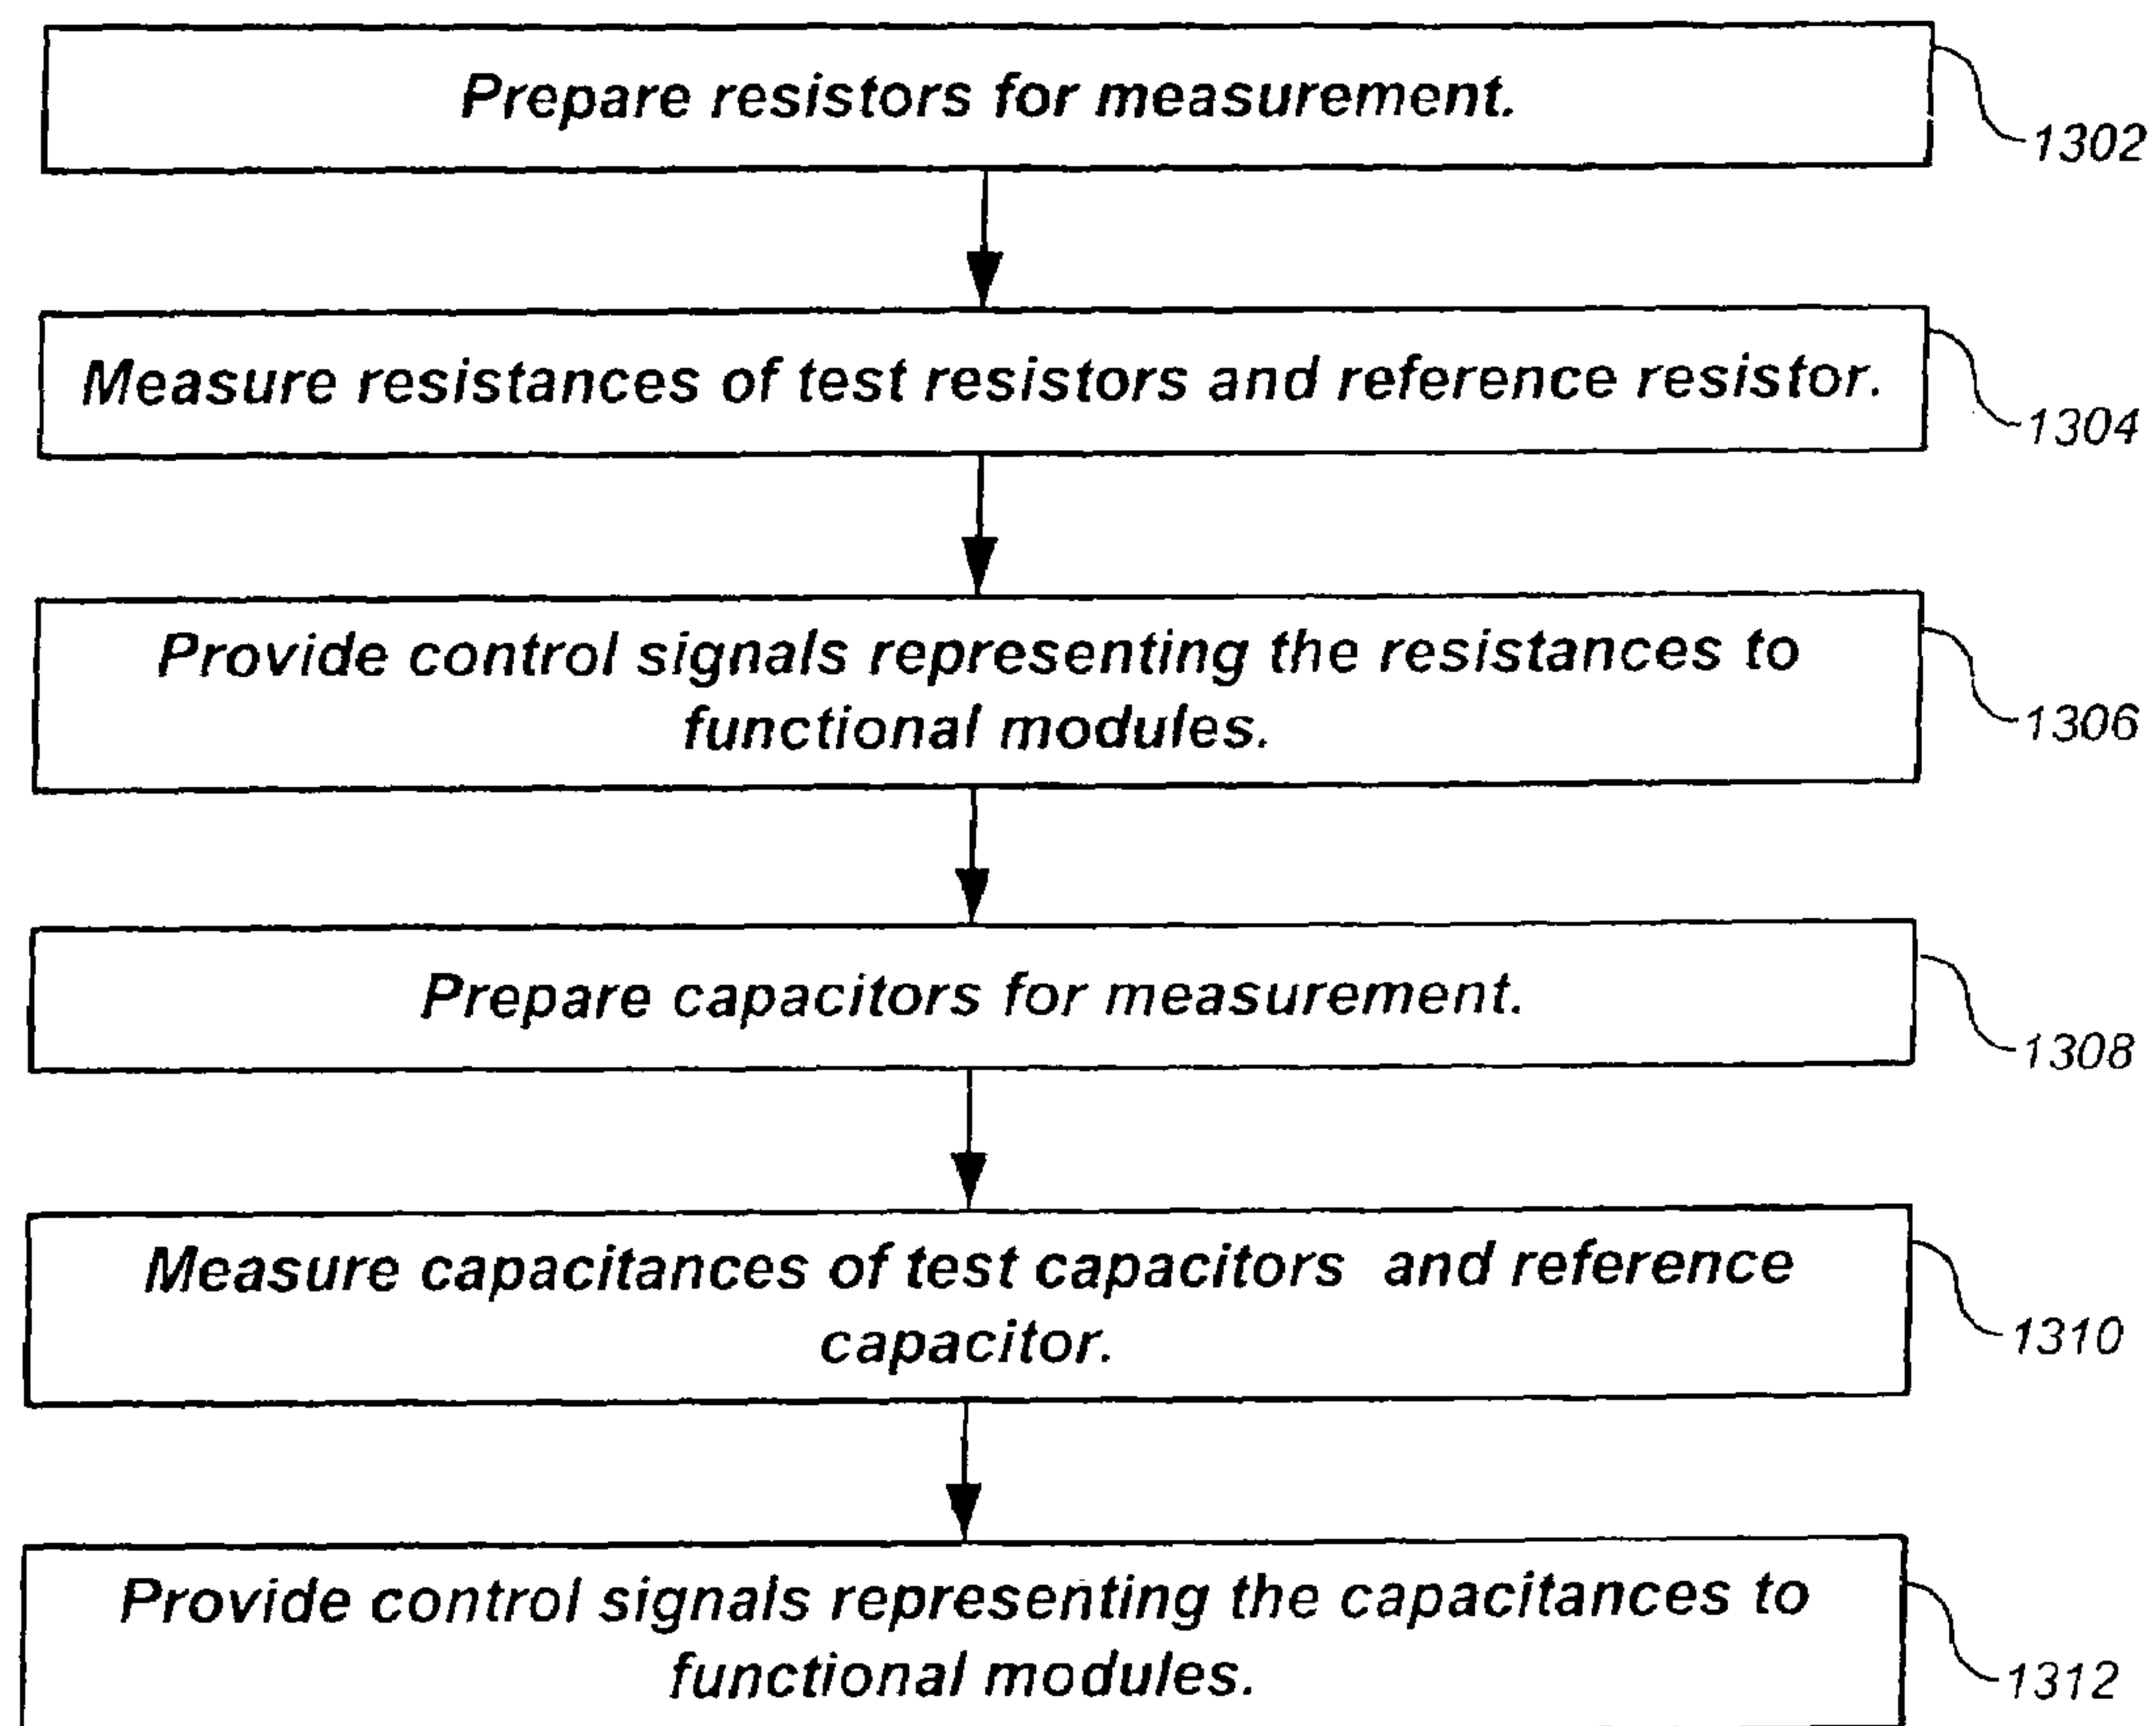 Prepare resistors for measurement.
1302
Measure resistances of test resistors and reference resistor.
1304
Provide control signals representing the resistances to
functional modules.
1306
Prepare capacitors for measurement.
1308
Measure capacitances of test capacitors and reference
capacitor.
1310
Provide control signals representing the capacitances to
functional modules.
1312